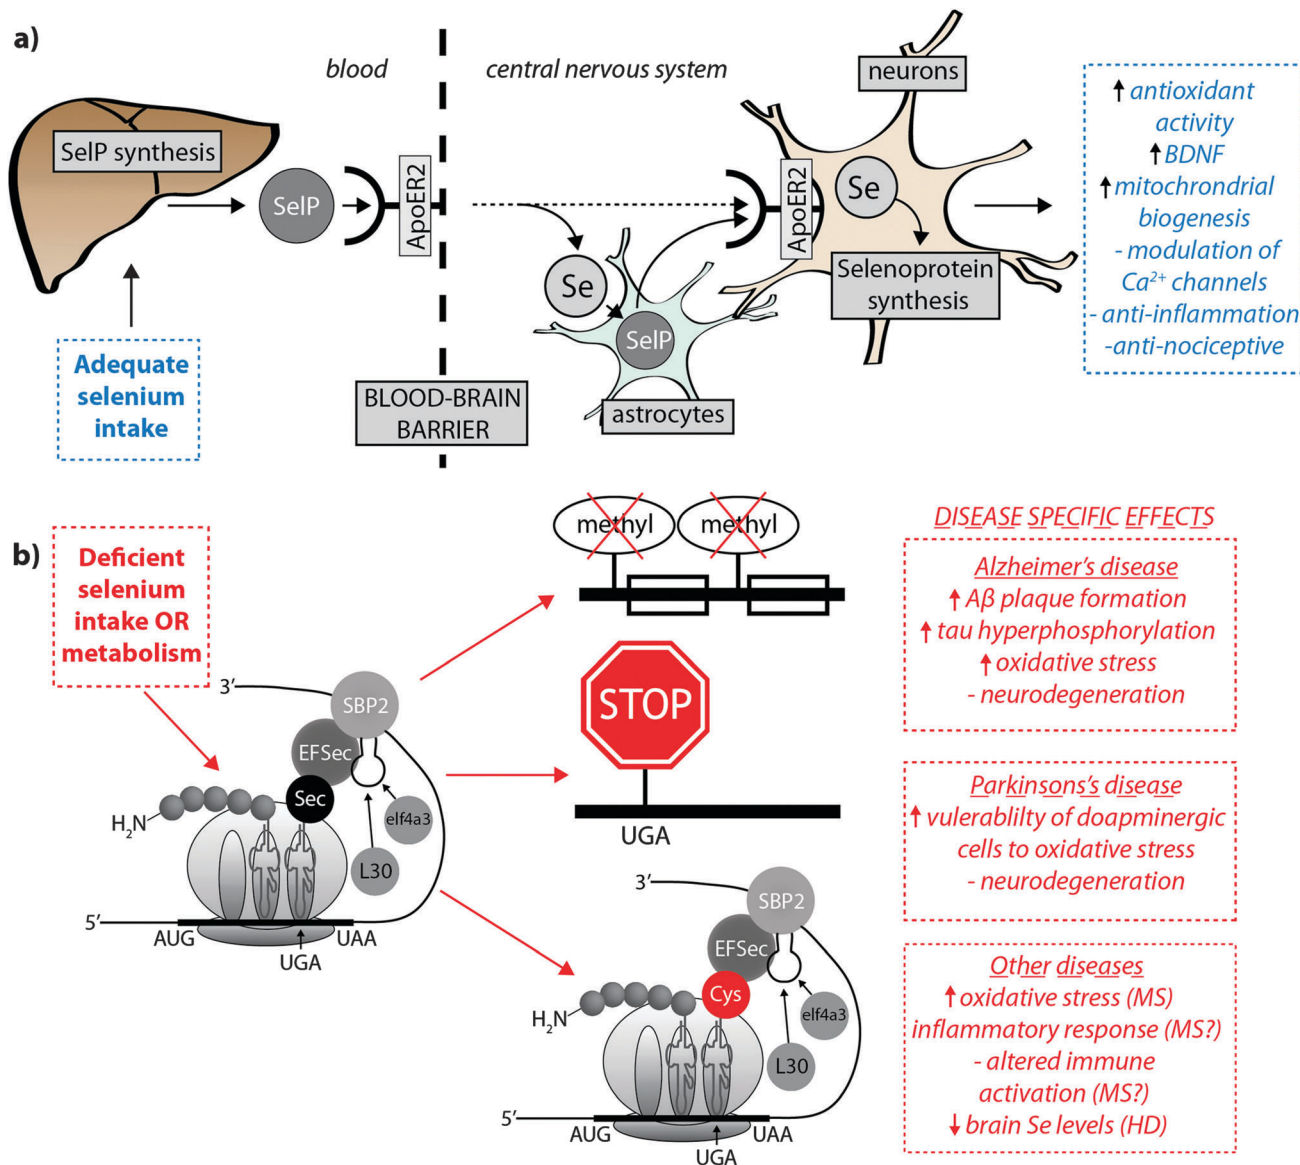 a)
blood
central nervous system
SelP synthesis
SelP
ApoER2
Se
SelP
astrocytes
BLOOD-BRAIN
BARRIER
neurons
ApoER2
Se
Selenoprotein
synthesis
Adequate
selenium
intake
↑ antioxidant
activity
↑ BDNF
↑ mitochrondrial
biogenesis
- modulation of
Ca²⁺ channels
- anti-inflammation
-anti-nociceptive
b)
Deficient
selenium
intake OR
metabolism
3′
SBP2
EFSec
Sec
elf4a3
L30
H₂N
5′
AUG
UGA
UAA
methyl
methyl
STOP
UGA
3′
SBP2
EFSec
Cys
elf4a3
L30
H₂N
5′
AUG
UGA
UAA
DISEASE SPECIFIC EFFECTS
Alzheimer's disease
↑ Aβ plaque formation
↑ tau hyperphosphorylation
↑ oxidative stress
- neurodegeneration
Parkinsons's disease
↑ vulerablilty of doapminergic
cells to oxidative stress
- neurodegeneration
Other diseases
↑ oxidative stress (MS)
inflammatory response (MS?)
- altered immune
activation (MS?)
↓ brain Se levels (HD)